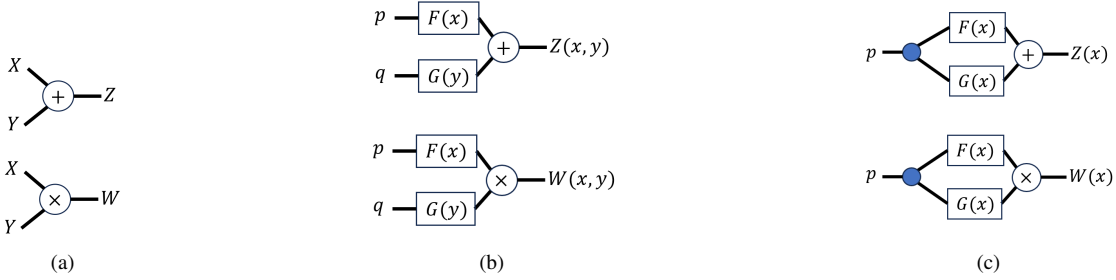 X
+
Z
Y
X
×
W
Y
(a)
p
F(x)
+
Z(x, y)
q
G(y)
p
F(x)
×
W(x, y)
q
G(y)
(b)
F(x)
p
+
Z(x)
G(x)
F(x)
p
×
W(x)
G(x)
(c)